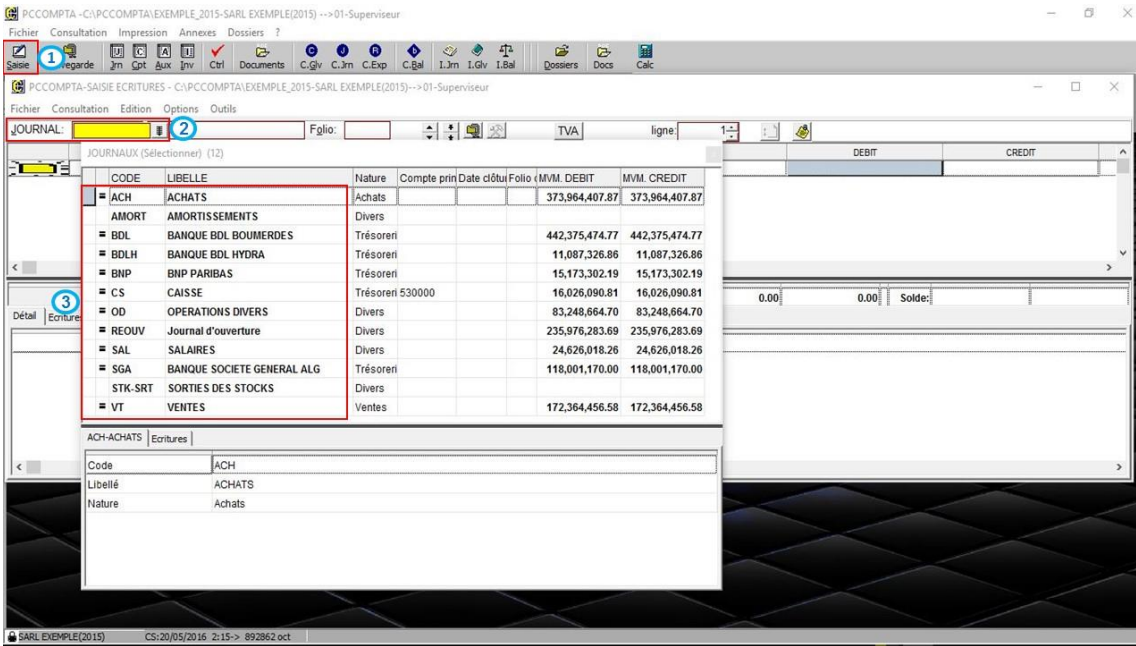 PCCOMPTA -C:\PCCOMPTA\EXEMPLE_2015-SARL EXEMPLE(2015) -->01-Superviseur
Fichier Consultation Impression Annexes Dossiers ?
Saisie 1 Jrn Cpt Aux Inv Ctrl Documents C.Glv C.Jrn C.Exp C.Bal I.Jrn I.Glv I.Bal Dossiers Docs Calc
PCCOMPTA-SAISIE ECRITURES - C:\PCCOMPTA\EXEMPLE_2015-SARL EXEMPLE(2015)-->01-Superviseur
Fichier Consultation Edition Options Outils
JOURNAL: 2 Folio: TVA ligne: 1
DEBIT CREDIT
JOURNAUX (Sélectionner) (12)
CODE LIBELLE Nature Compte prin Date clôtu Folio MVM. DEBIT MVM. CREDIT
ACH ACHATS Achats 373,964,407.87 373,964,407.87
AMORT AMORTISSEMENTS Divers
BDL BANQUE BDL BOUMERDES Trésoreri 442,375,474.77 442,375,474.77
BDLH BANQUE BDL HYDRA Trésoreri 11,087,326.86 11,087,326.86
BNP BNP PARIBAS Trésoreri 15,173,302.19 15,173,302.19
CS CAISSE Trésoreri 530000 16,026,090.81 16,026,090.81
OD OPERATIONS DIVERS Divers 83,248,664.70 83,248,664.70
REOUV Journal d'ouverture Divers 235,976,283.69 235,976,283.69
SAL SALAIRES Divers 24,626,018.26 24,626,018.26
SGA BANQUE SOCIETE GENERAL ALG Trésoreri 118,001,170.00 118,001,170.00
STK-SRT SORTIES DES STOCKS Divers
VT VENTES Ventes 172,364,456.58 172,364,456.58
3
0.00 0.00 Solde:
Détail Ecritures
ACH-ACHATS Ecritures
Code ACH
Libellé ACHATS
Nature Achats
SARL EXEMPLE(2015) CS:20/05/2016 2:15-> 892862 oct